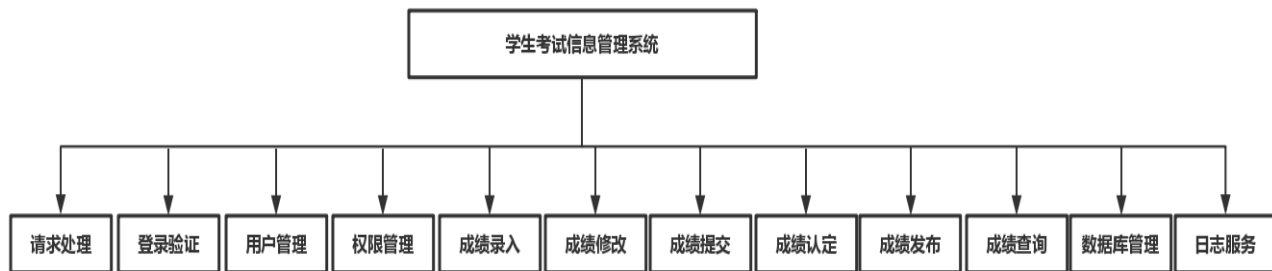 学生考试信息管理系统
请求处理
登录验证
用户管理
权限管理
成绩录入
成绩修改
成绩提交
成绩认定
成绩发布
成绩查询
数据库管理
日志服务